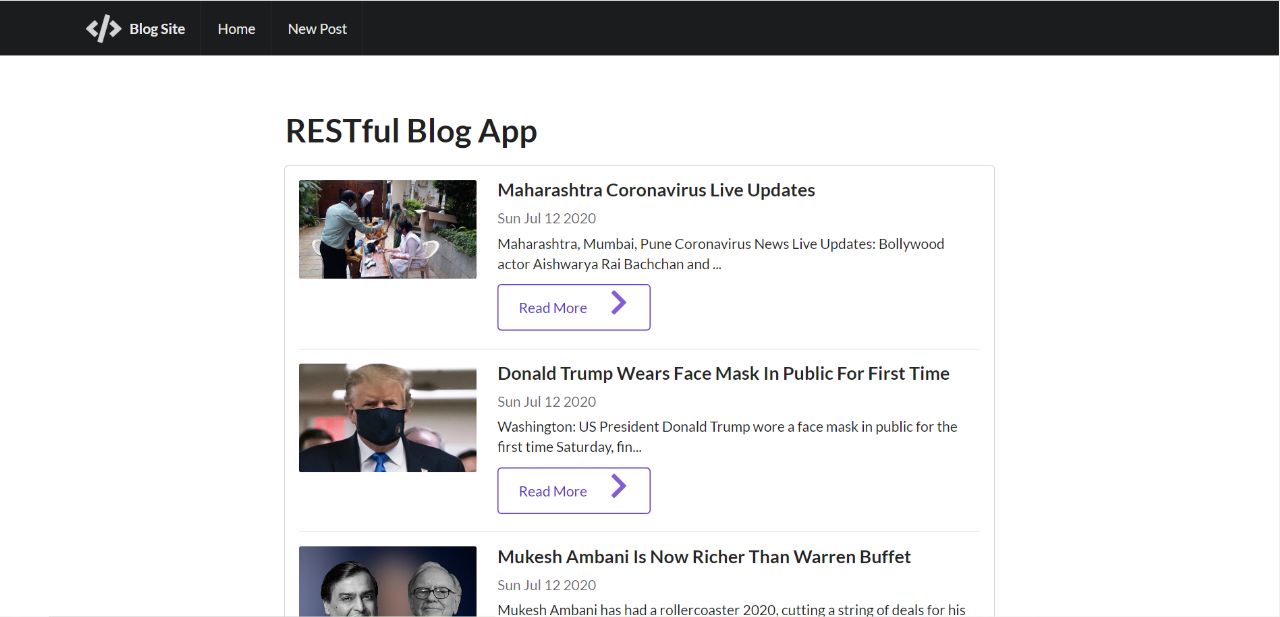 Blog Site
Home
New Post
RESTful Blog App
Maharashtra Coronavirus Live Updates
Sun Jul 12 2020
Maharashtra, Mumbai, Pune Coronavirus News Live Updates: Bollywood
actor Aishwarya Rai Bachchan and ...
Read More
Donald Trump Wears Face Mask In Public For First Time
Sun Jul 12 2020
Washington: US President Donald Trump wore a face mask in public for the
first time Saturday, fin...
Read More
Mukesh Ambani Is Now Richer Than Warren Buffet
Sun Jul 12 2020
Mukesh Ambani has had a rollercoaster 2020, cutting a string of deals for his